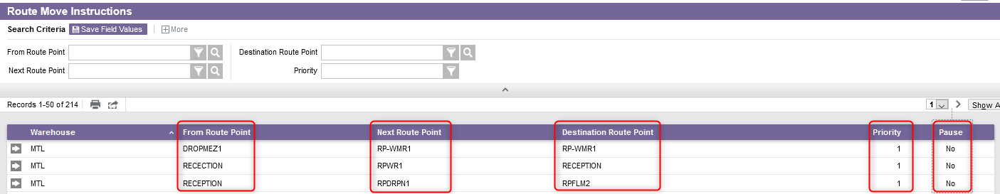 Route Move Instructions
Search Criteria Save Field Values More
From Route Point Destination Route Point
Next Route Point Priority
Records 1-50 of 214 1 Show A
Warehouse From Route Point Next Route Point Destination Route Point Priority Pause
MTL DROPMEZ1 RP-WMR1 RP-WMR1 1 No
MTL RECECTION RPWR1 RECEPTION 1 No
MTL RECEPTION RPDRPN1 RPFLM2 1 No